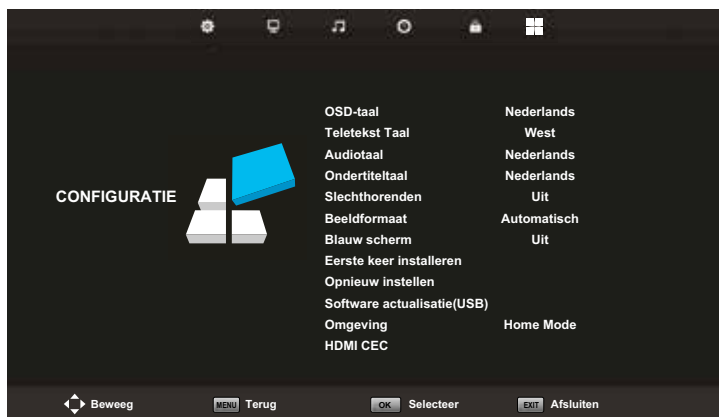 OSD-taal Nederlands
Teletekst Taal West
Audiotaal Nederlands
Ondertiteltaal Nederlands
CONFIGURATIE
Slechthorenden Uit
Beeldformaat Automatisch
Blauw scherm Uit
Eerste keer installeren
Opnieuw instellen
Software actualisatie(USB)
Omgeving Home Mode
HDMI CEC
Beweeg MENU Terug OK Selecteer EXIT Afsluiten